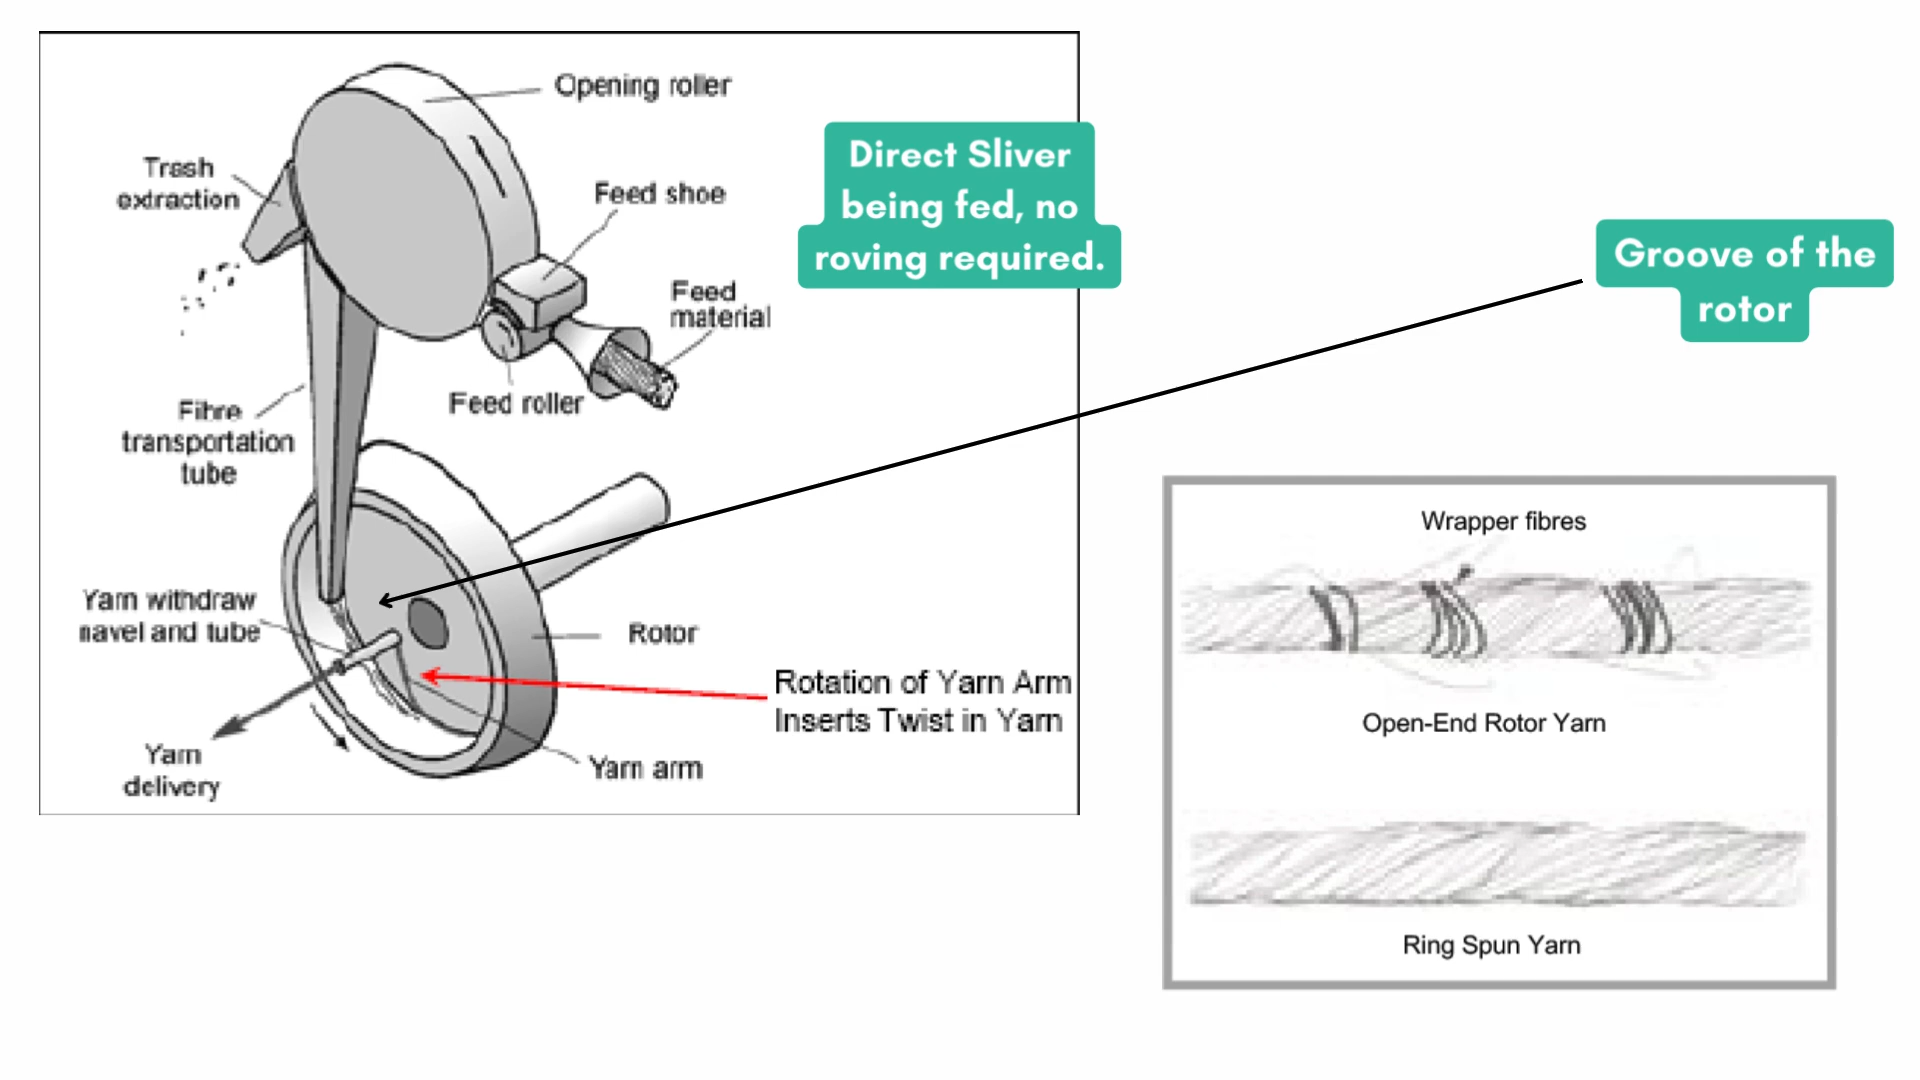 Opening roller
Trash
extraction
Feed shoe
Direct Sliver
being fed, no
roving required.
Groove of the
rotor
Feed
material
Feed roller
Fibre
transportation
tube
Wrapper fibres
Yarn withdraw
navel and tube
Rotor
Rotation of Yarn Arm
Inserts Twist in Yarn
Open-End Rotor Yarn
Yarn
delivery
Yarn arm
Ring Spun Yarn